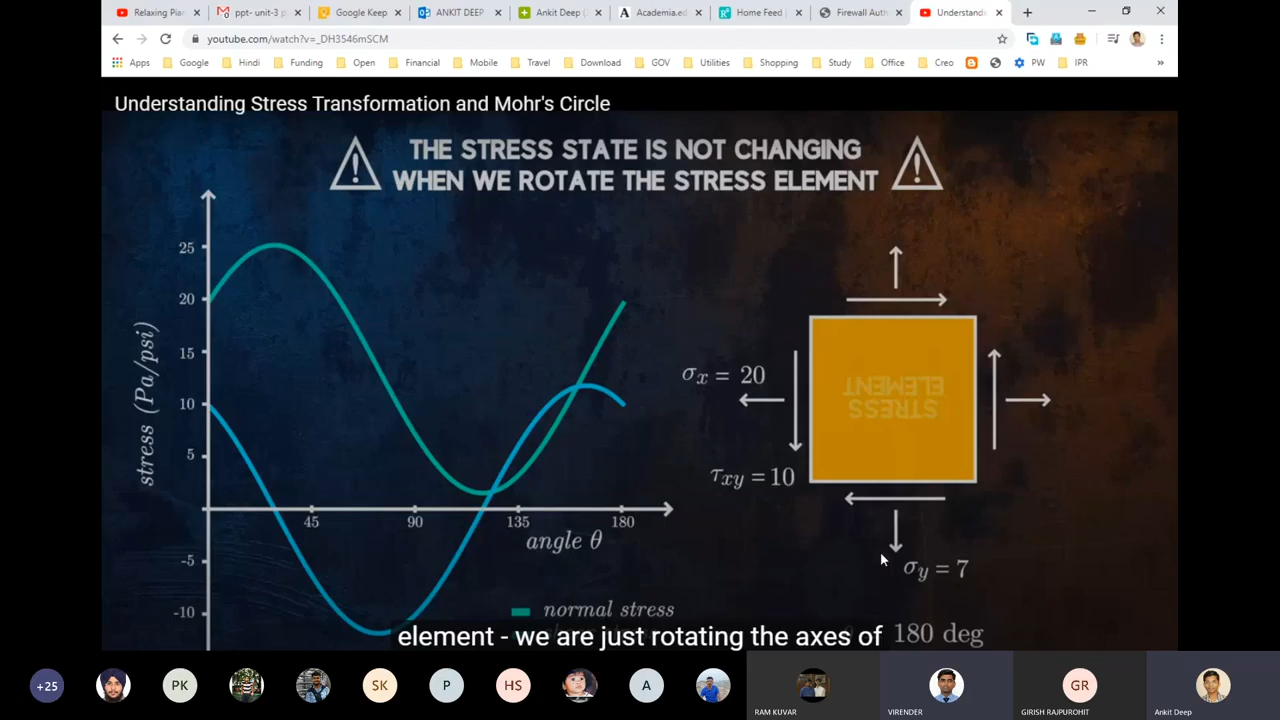 Relaxing Pia
ppt- unit-3 p
Google Keep
ANKIT DEEP
Ankit Deep (
Academia.ed
Home Feed
Firewall Auth
Understandi
youtube.com/watch?v=_DH3546mSCM
Apps
Google
Hindi
Funding
Open
Financial
Mobile
Travel
Download
GOV
Utilities
Shopping
Study
Office
Creo
PW
IPR
»
Understanding Stress Transformation and Mohr's Circle
THE STRESS STATE IS NOT CHANGING
WHEN WE ROTATE THE STRESS ELEMENT
stress (Pa/psi)
25
20
15
10
5
-5
-10
45
90
135
180
angle θ
σx = 20
τxy = 10
STRESS
ELEMENT
σy = 7
normal stress
180 deg
element - we are just rotating the axes of
+25
PK
SK
P
HS
A
RAM KUVAR
VIRENDER
GR
GIRISH RAJPUROHIT
Ankit Deep